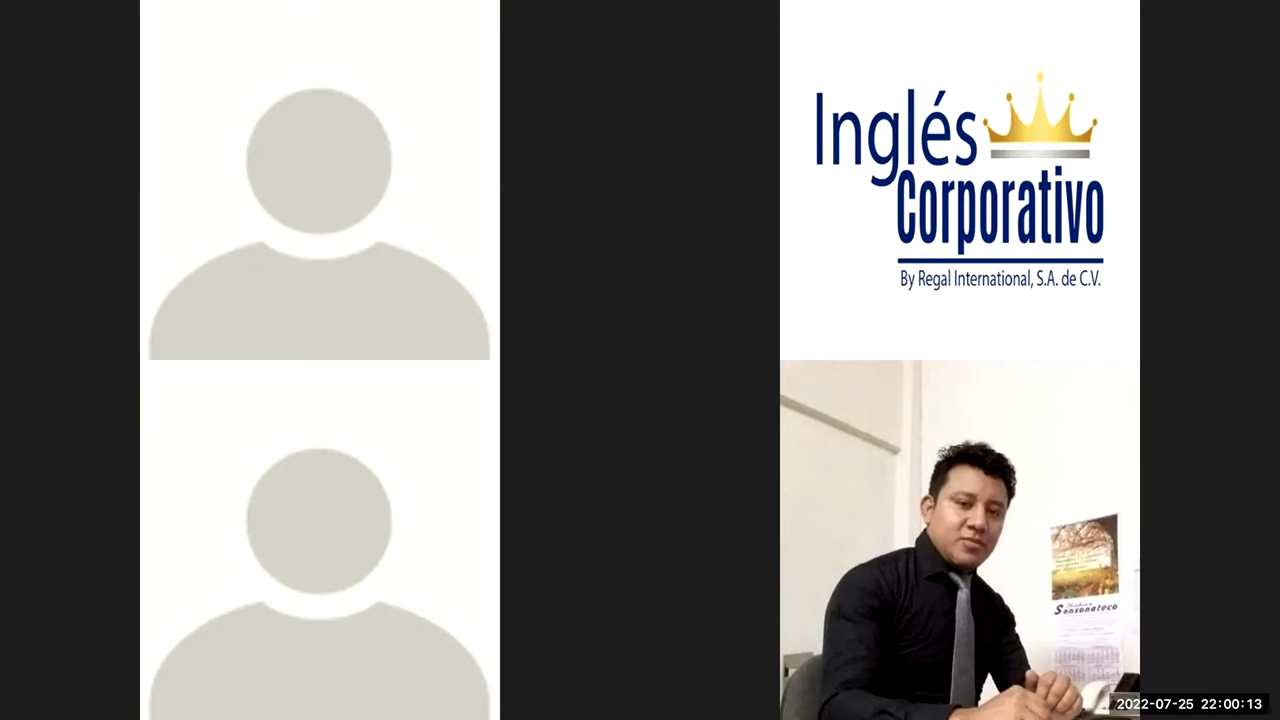 Inglés
Corporativo
By Regal International, S.A. de C.V.
Sonsonateco
2022-07-25 22:00:13